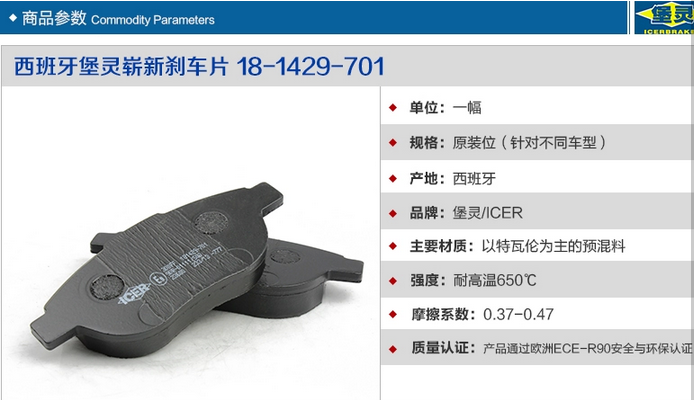 商品参数 Commodity Parameters
堡灵
ICERBRAKE
西班牙堡灵崭新刹车片 18-1429-701
单位：一幅
规格：原装位（针对不同车型）
产地：西班牙
品牌：堡灵/ICER
主要材质：以特瓦伦为主的预混料
强度：耐高温650℃
摩擦系数：0.37-0.47
质量认证：产品通过欧洲ECE-R90安全与环保认证
ICER